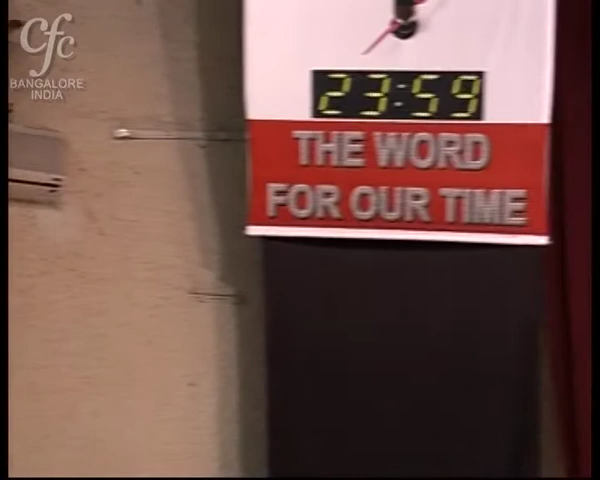 cfc
BANGALORE
INDIA
23:59
THE WORD
FOR OUR TIME